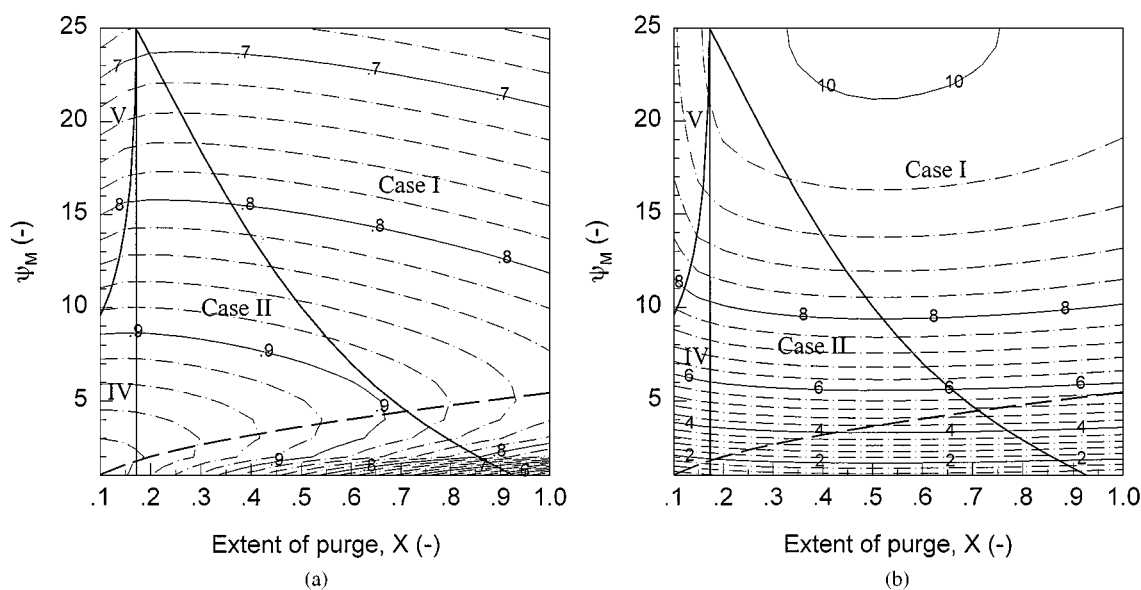 25
20
15
10
5
ψM (-)
.7
.7
.7
V
Case I
.8
.8
.8
.8
Case II
.9
.9
.9
IV
.9
.8
.8
.7
.1 .2 .3 .4 .5 .6 .7 .8 .9 1.0
Extent of purge, X (-)
(a)
25
20
15
10
5
ψM (-)
10
10
V
Case I
8
8
8
8
Case II
IV
6
6
6
6
4
4
4
4
2
2
2
2
.1 .2 .3 .4 .5 .6 .7 .8 .9 1.0
Extent of purge, X (-)
(b)